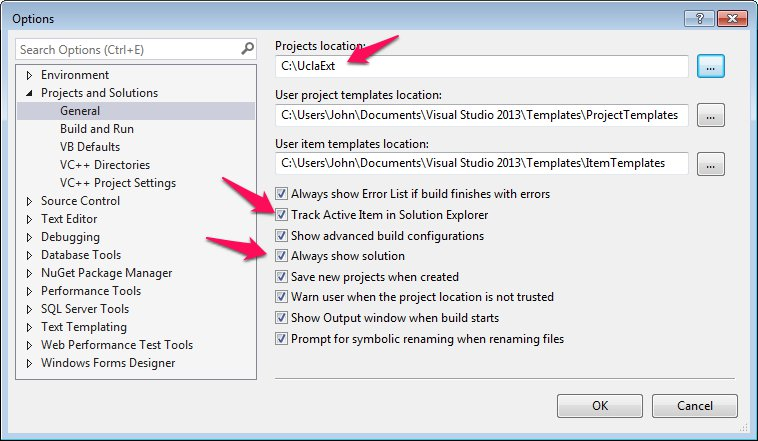 Options
Search Options (Ctrl+E)
Environment
Projects and Solutions
General
Build and Run
VB Defaults
VC++ Directories
VC++ Project Settings
Source Control
Text Editor
Debugging
Database Tools
NuGet Package Manager
Performance Tools
SQL Server Tools
Text Templating
Web Performance Test Tools
Windows Forms Designer
Projects location:
C:\UclaExt
...
User project templates location:
C:\Users\John\Documents\Visual Studio 2013\Templates\ProjectTemplates
...
User item templates location:
C:\Users\John\Documents\Visual Studio 2013\Templates\ItemTemplates
...
Always show Error List if build finishes with errors
Track Active Item in Solution Explorer
Show advanced build configurations
Always show solution
Save new projects when created
Warn user when the project location is not trusted
Show Output window when build starts
Prompt for symbolic renaming when renaming files
OK
Cancel